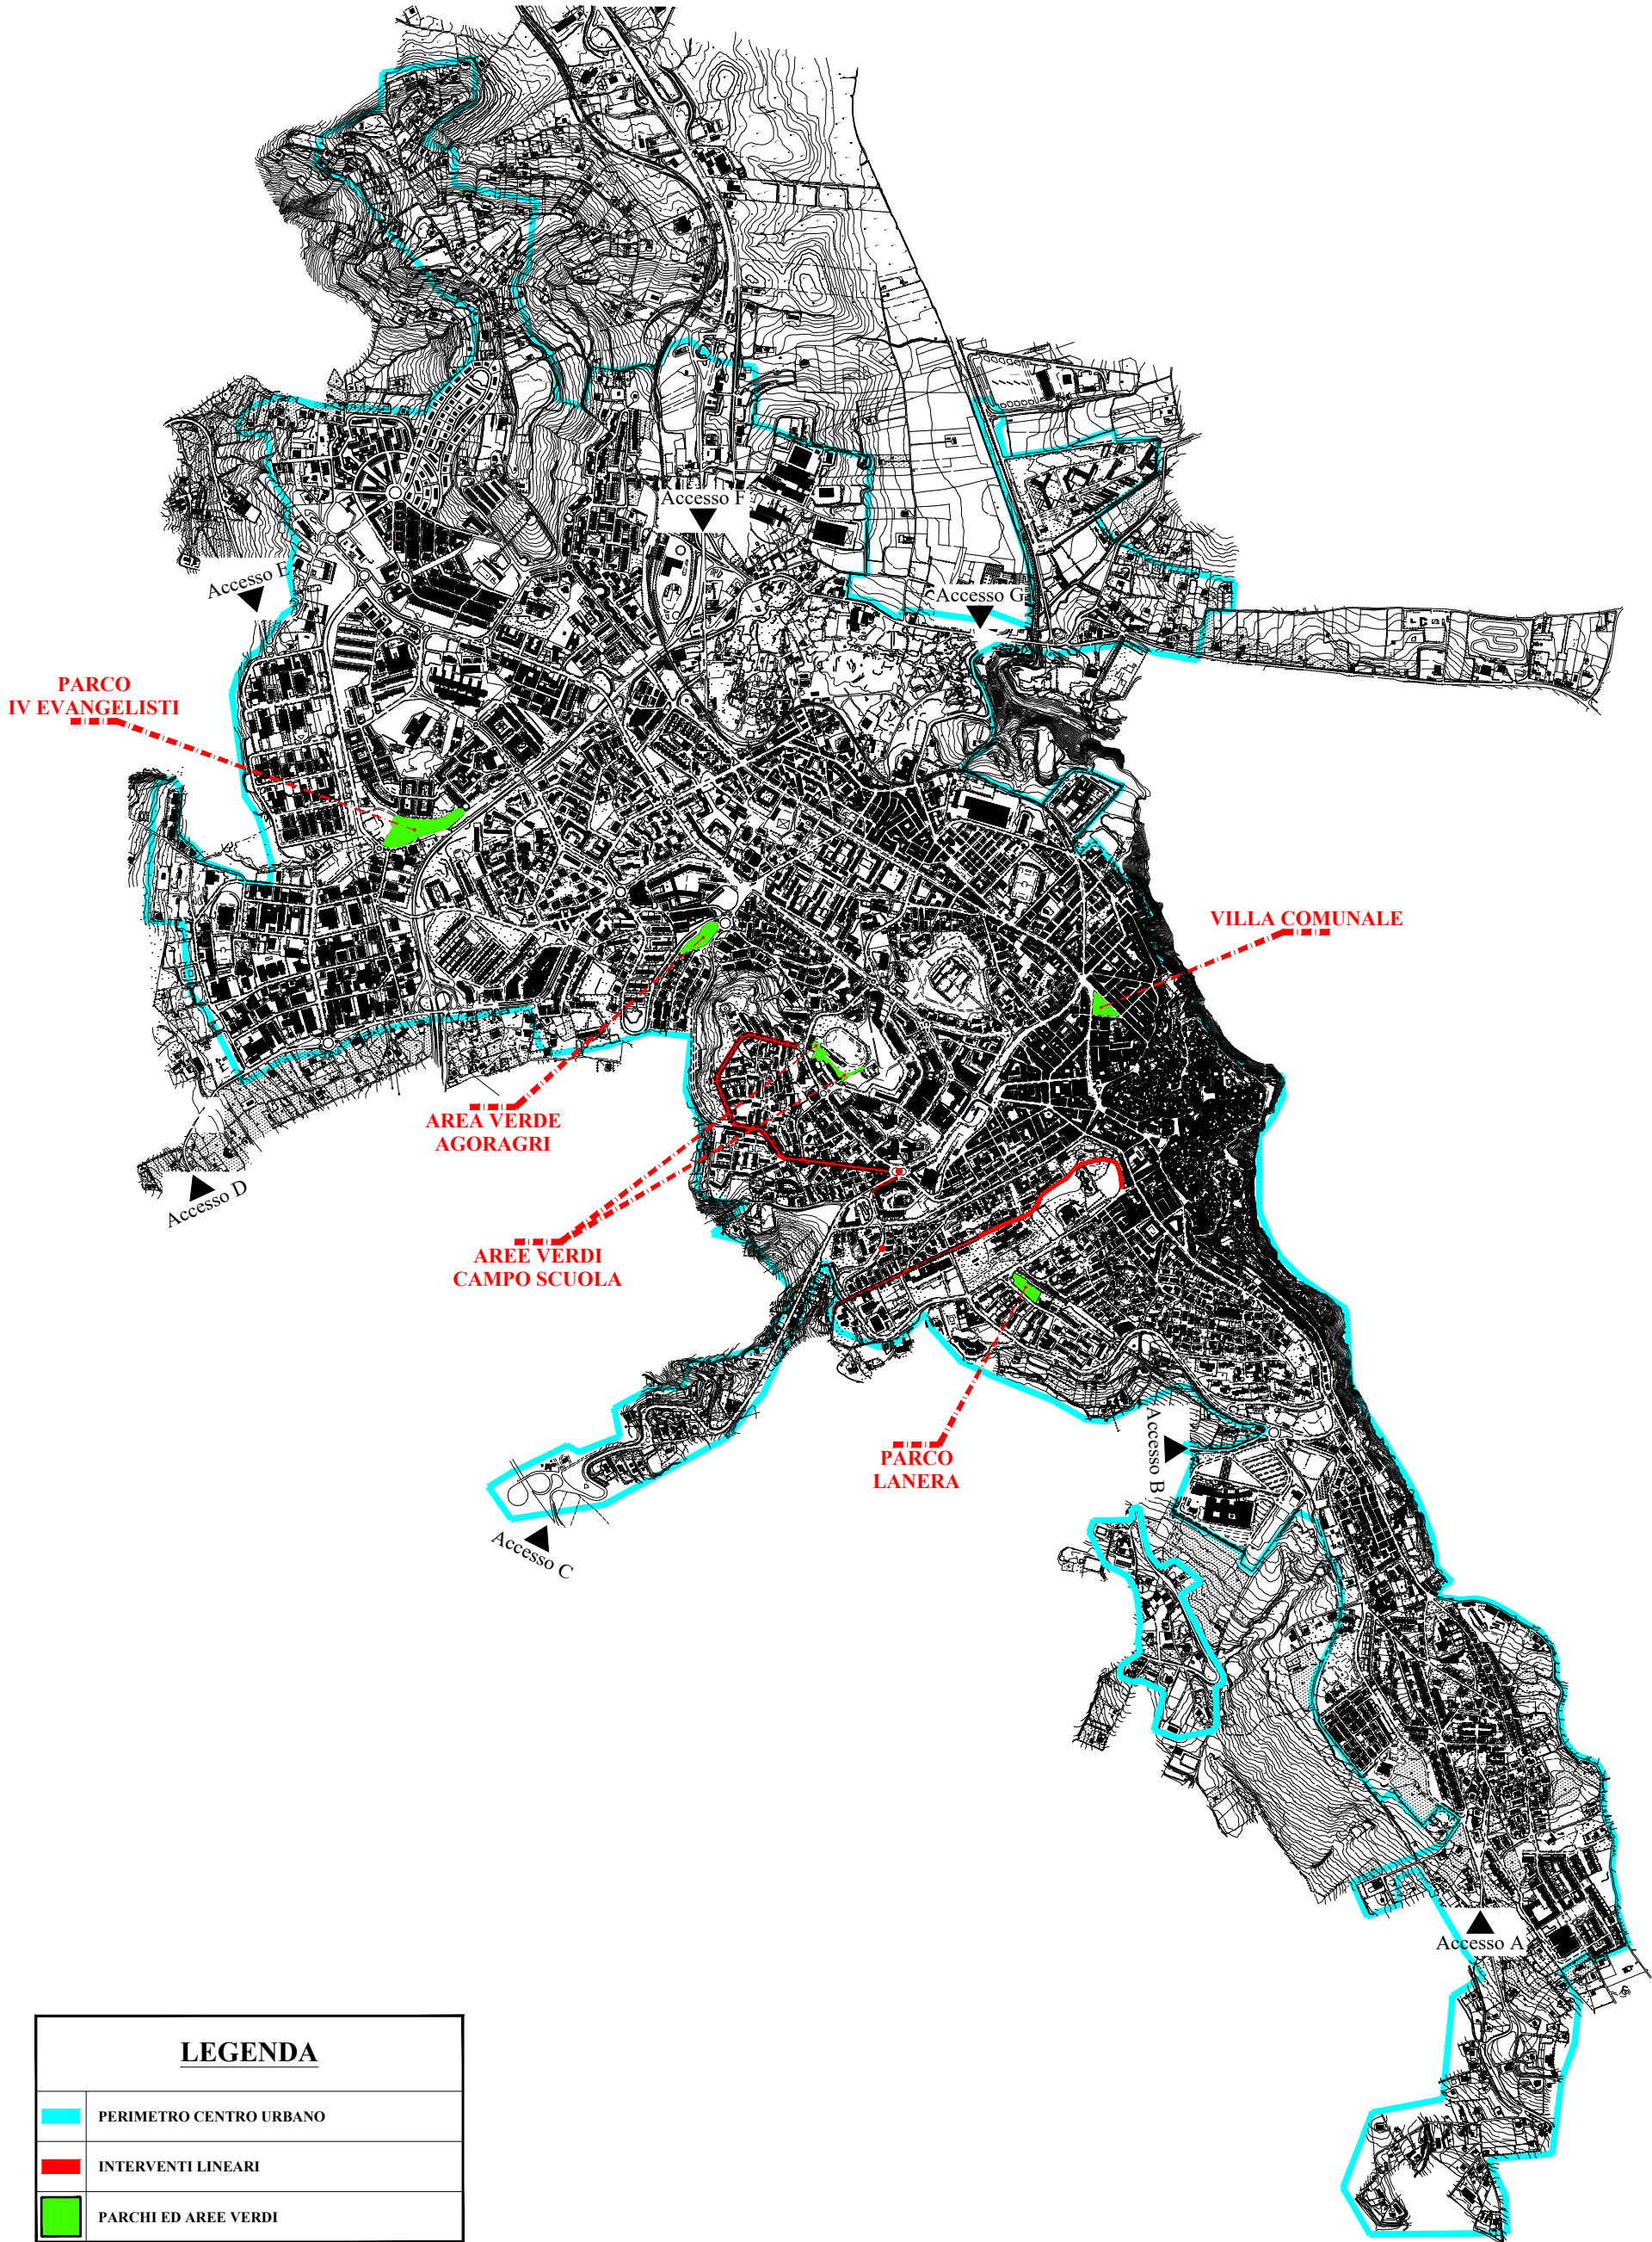 Accesso F
Accesso E
Accesso G
PARCO
IV EVANGELISTI
VILLA COMUNALE
AREA VERDE
AGORAGRI
Accesso D
AREE VERDI
CAMPO SCUOLA
Accesso B
PARCO
LANERA
Accesso C
Accesso A
LEGENDA
PERIMETRO CENTRO URBANO
INTERVENTI LINEARI
PARCHI ED AREE VERDI